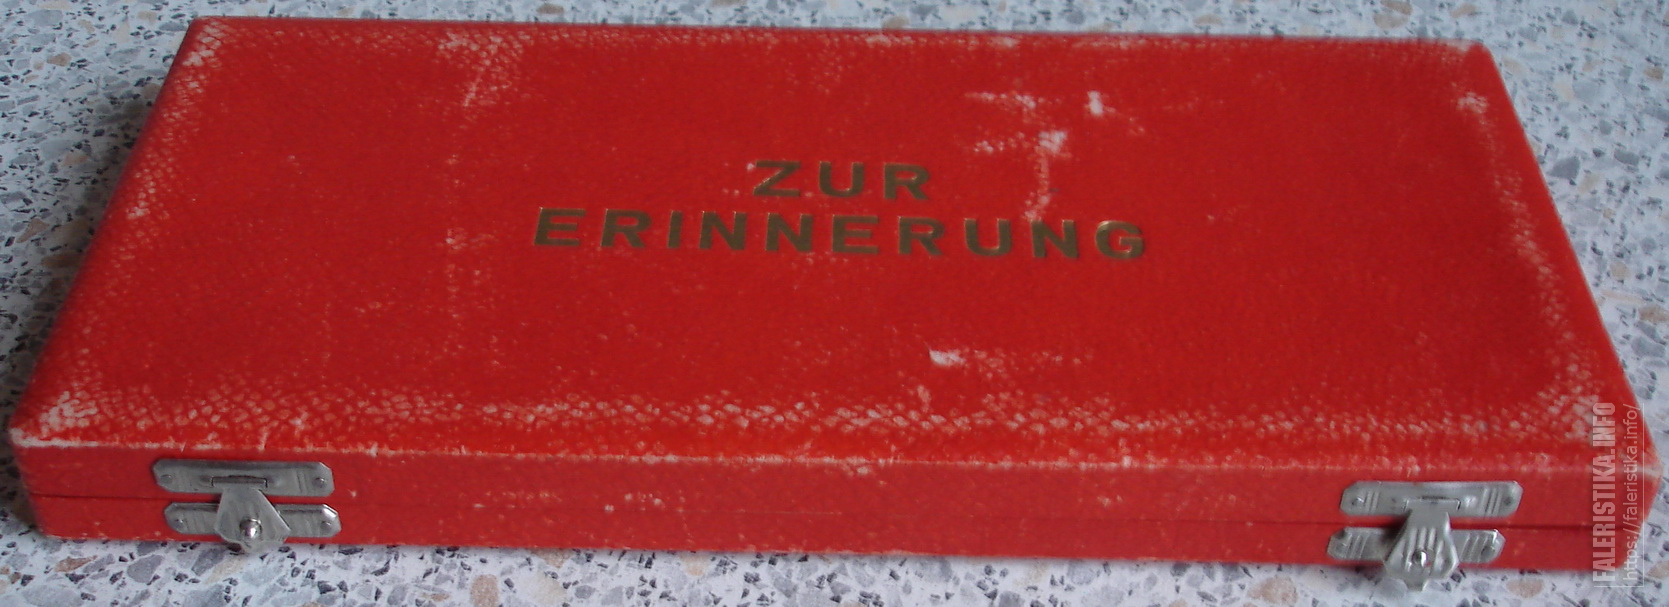 ZUR
ERINNERUNG
FALERISTIKA.INFO
https://faleristika.info